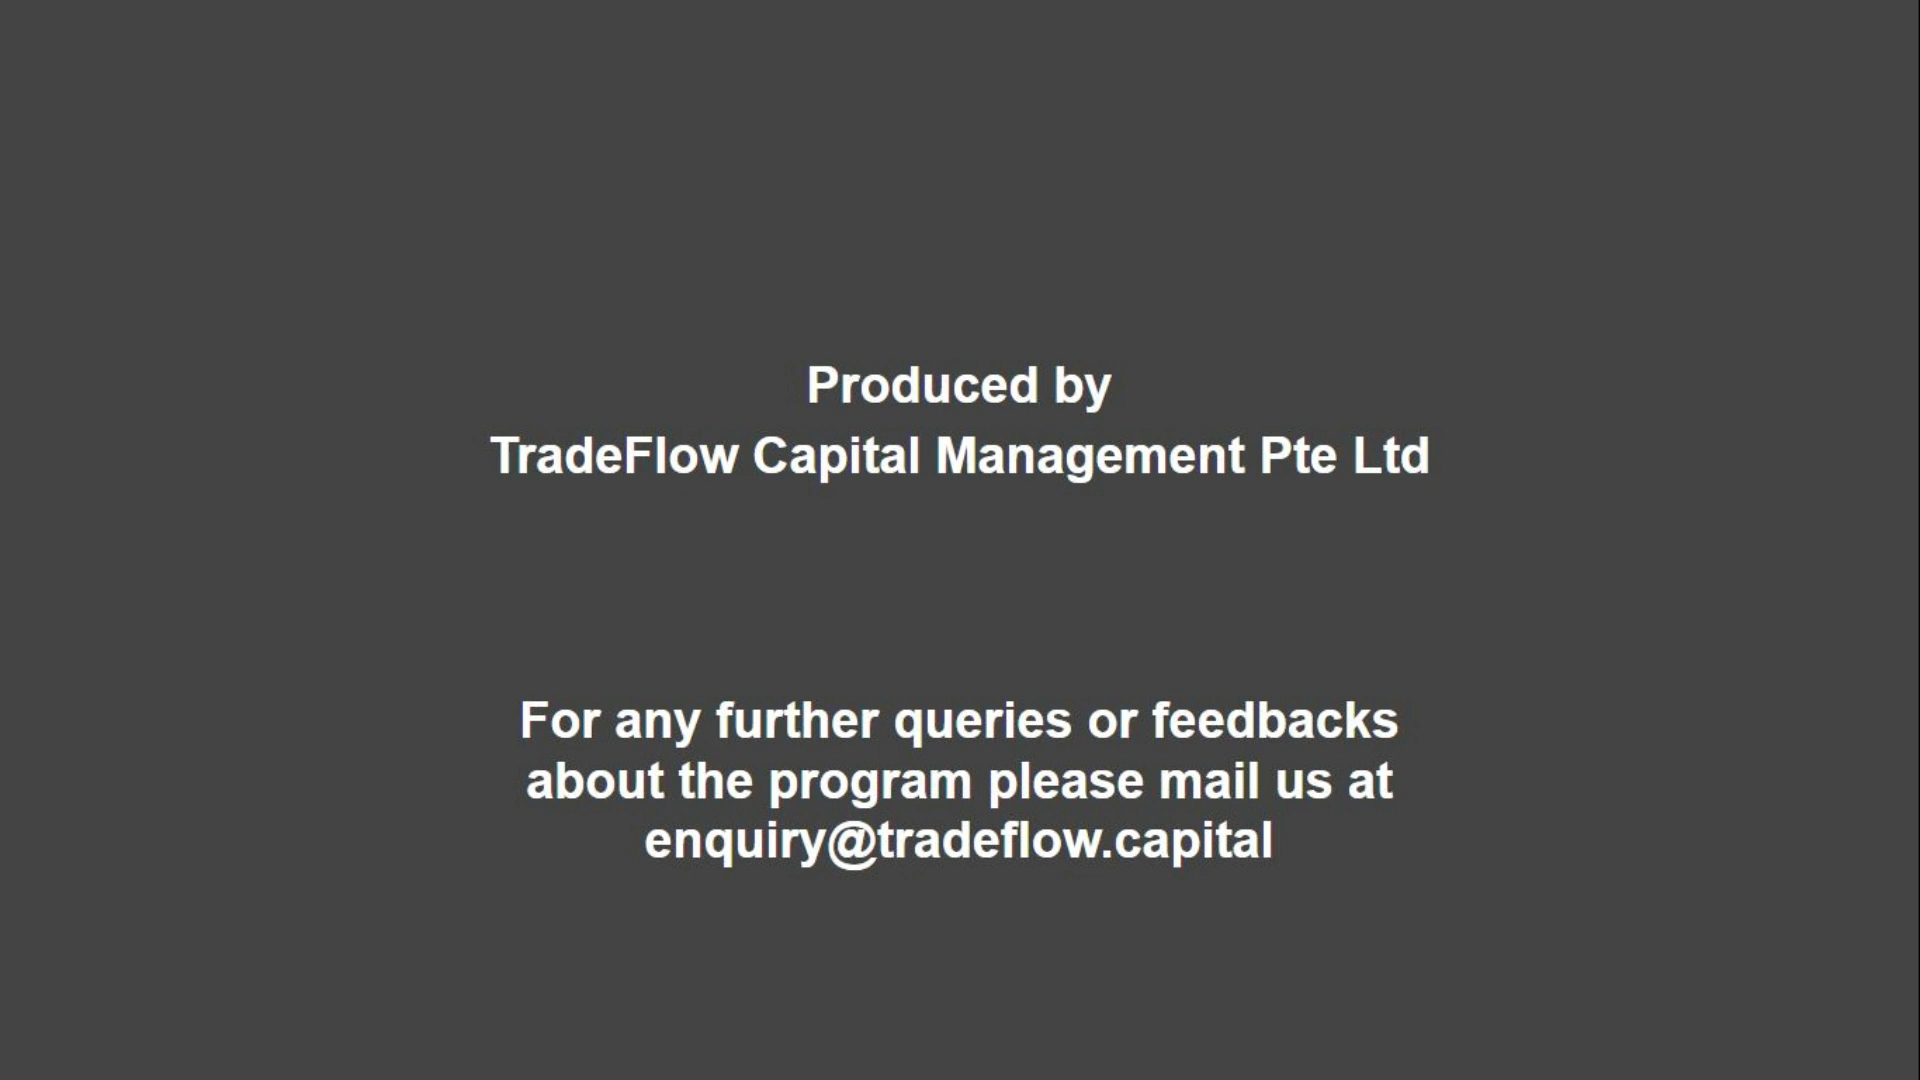 Produced by
TradeFlow Capital Management Pte Ltd
For any further queries or feedbacks
about the program please mail us at
enquiry@tradeflow.capital